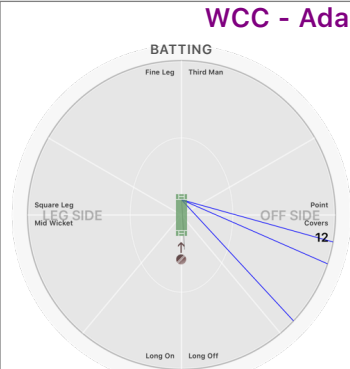 WCC - Ada
BATTING
Fine Leg Third Man
Square Leg Point
LEG SIDE OFF SIDE
Mid Wicket Covers
12
Long On Long Off